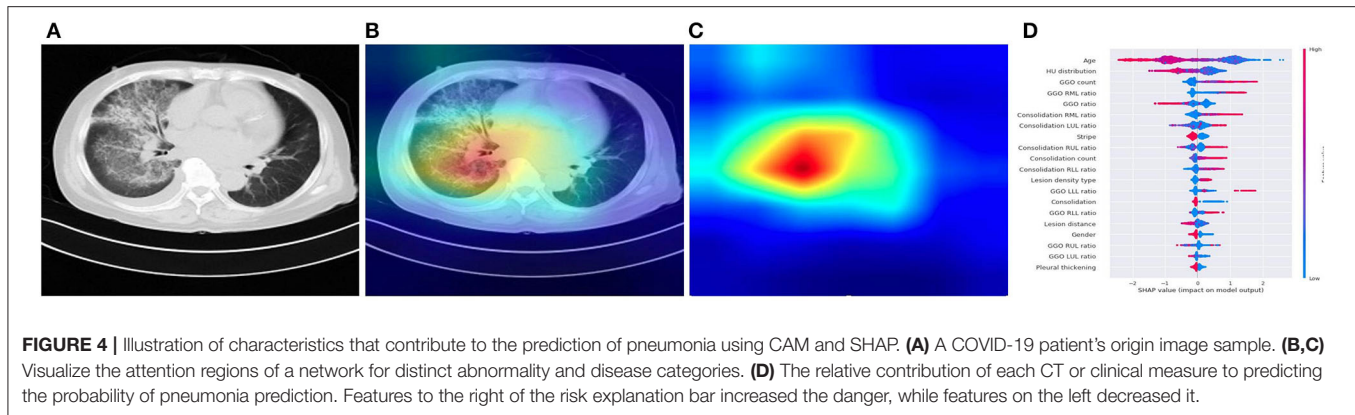 A
B
C
D
High
Age
HU distribution
GGO count
GGO RML ratio
GGO ratio
Consolidation RML ratio
Consolidation LUL ratio
Stripe
Consolidation RUL ratio
Consolidation count
Consolidation RLL ratio
Lesion density type
GGO LLL ratio
Consolidation
GGO RLL ratio
Lesion distance
Gender
GGO RUL ratio
GGO LUL ratio
Pleural thickening
Low
−2 −1 0 1 2
SHAP value (impact on model output)
FIGURE 4 | Illustration of characteristics that contribute to the prediction of pneumonia using CAM and SHAP. (A) A COVID-19 patient's origin image sample. (B,C)
Visualize the attention regions of a network for distinct abnormality and disease categories. (D) The relative contribution of each CT or clinical measure to predicting
the probability of pneumonia prediction. Features to the right of the risk explanation bar increased the danger, while features on the left decreased it.